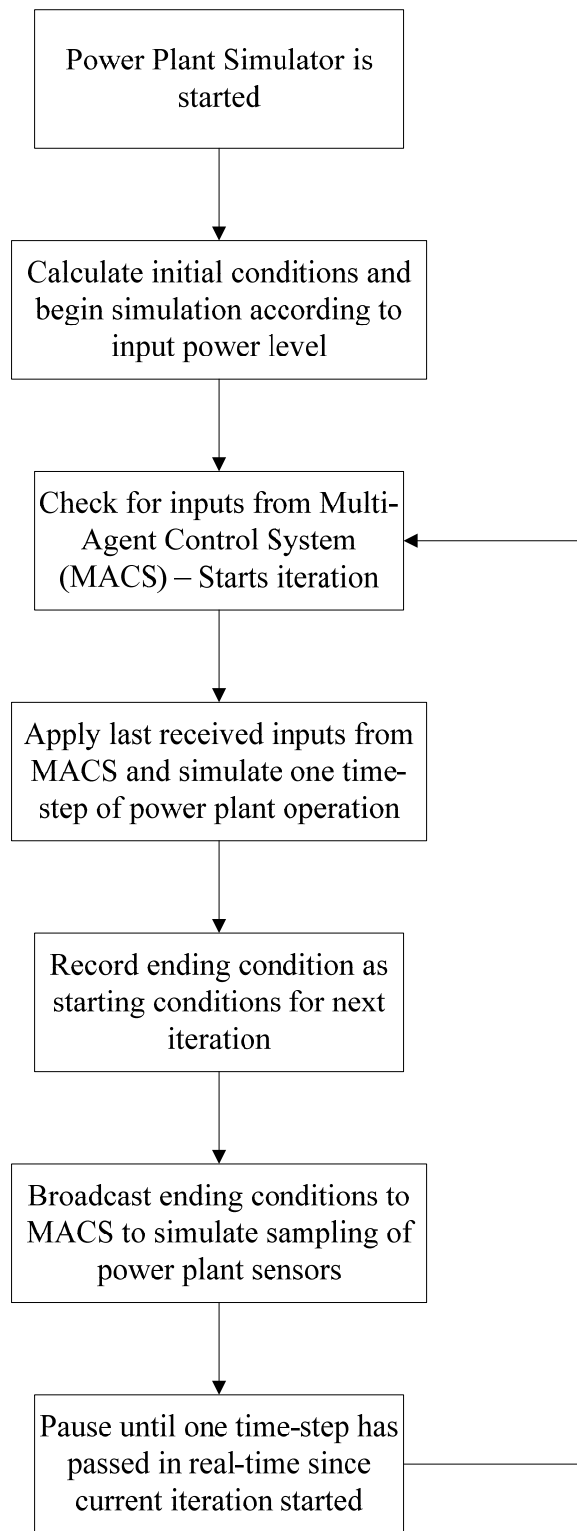 Power Plant Simulator is
started
Calculate initial conditions and
begin simulation according to
input power level
Check for inputs from Multi-
Agent Control System
(MACS) – Starts iteration
Apply last received inputs from
MACS and simulate one time-
step of power plant operation
Record ending condition as
starting conditions for next
iteration
Broadcast ending conditions to
MACS to simulate sampling of
power plant sensors
Pause until one time-step has
passed in real-time since
current iteration started